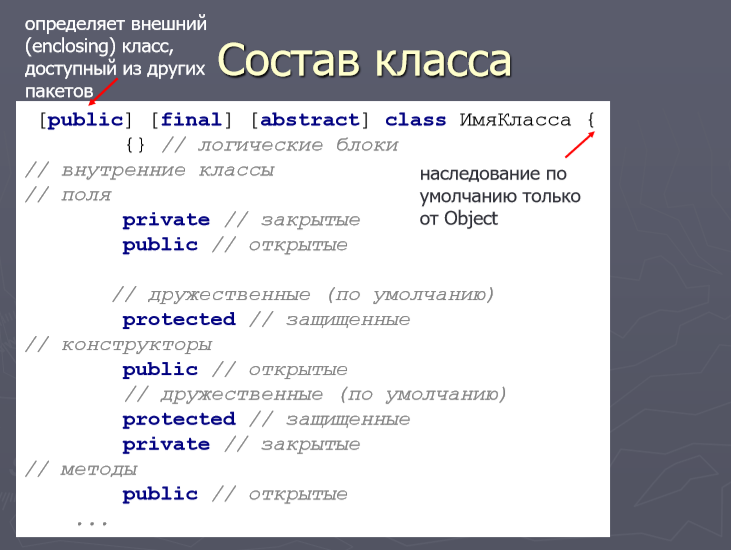 определяет внешний
(enclosing) класс,
доступный из других
пакетов
Состав класса
[public] [final] [abstract] class ИмяКласса {
{} // логические блоки
// внутренние классы
// поля
наследование по
умолчанию только
от Object
private // закрытые
public // открытые
// дружественные (по умолчанию)
protected // защищенные
// конструкторы
public // открытые
// дружественные (по умолчанию)
protected // защищенные
private // закрытые
// методы
public // открытые
...